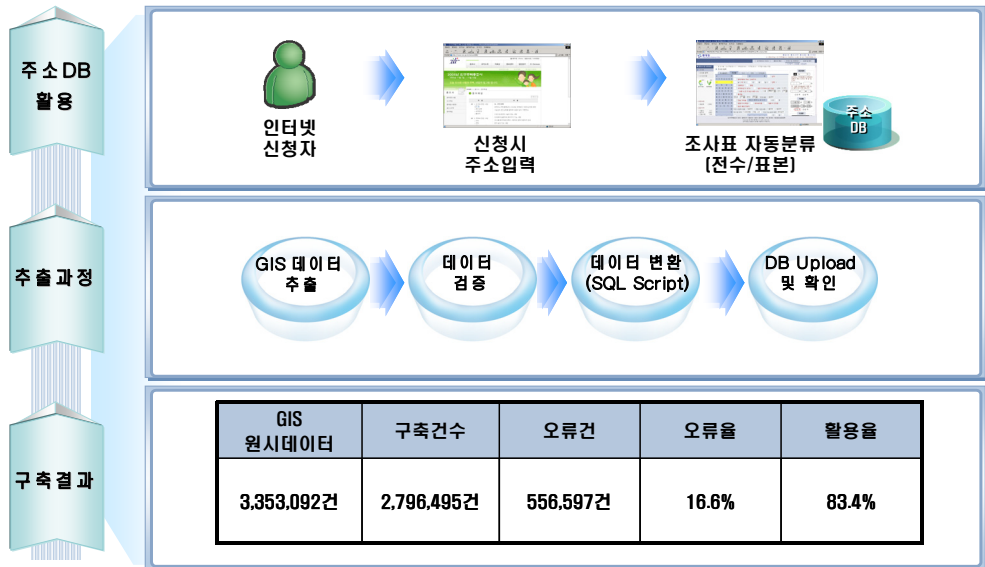 주소DB
활용
인터넷
신청자
신청시
주소입력
조사표 자동분류
(전수/표본)
주소
DB
추출과정
GIS 데이터
추출
데이터
검증
데이터 변환
(SQL Script)
DB Upload
및 확인
구축결과
GIS
원시데이터
구축건수
오류건
오류율
활용율
3,353,092건
2,796,495건
556,597건
16.6%
83.4%